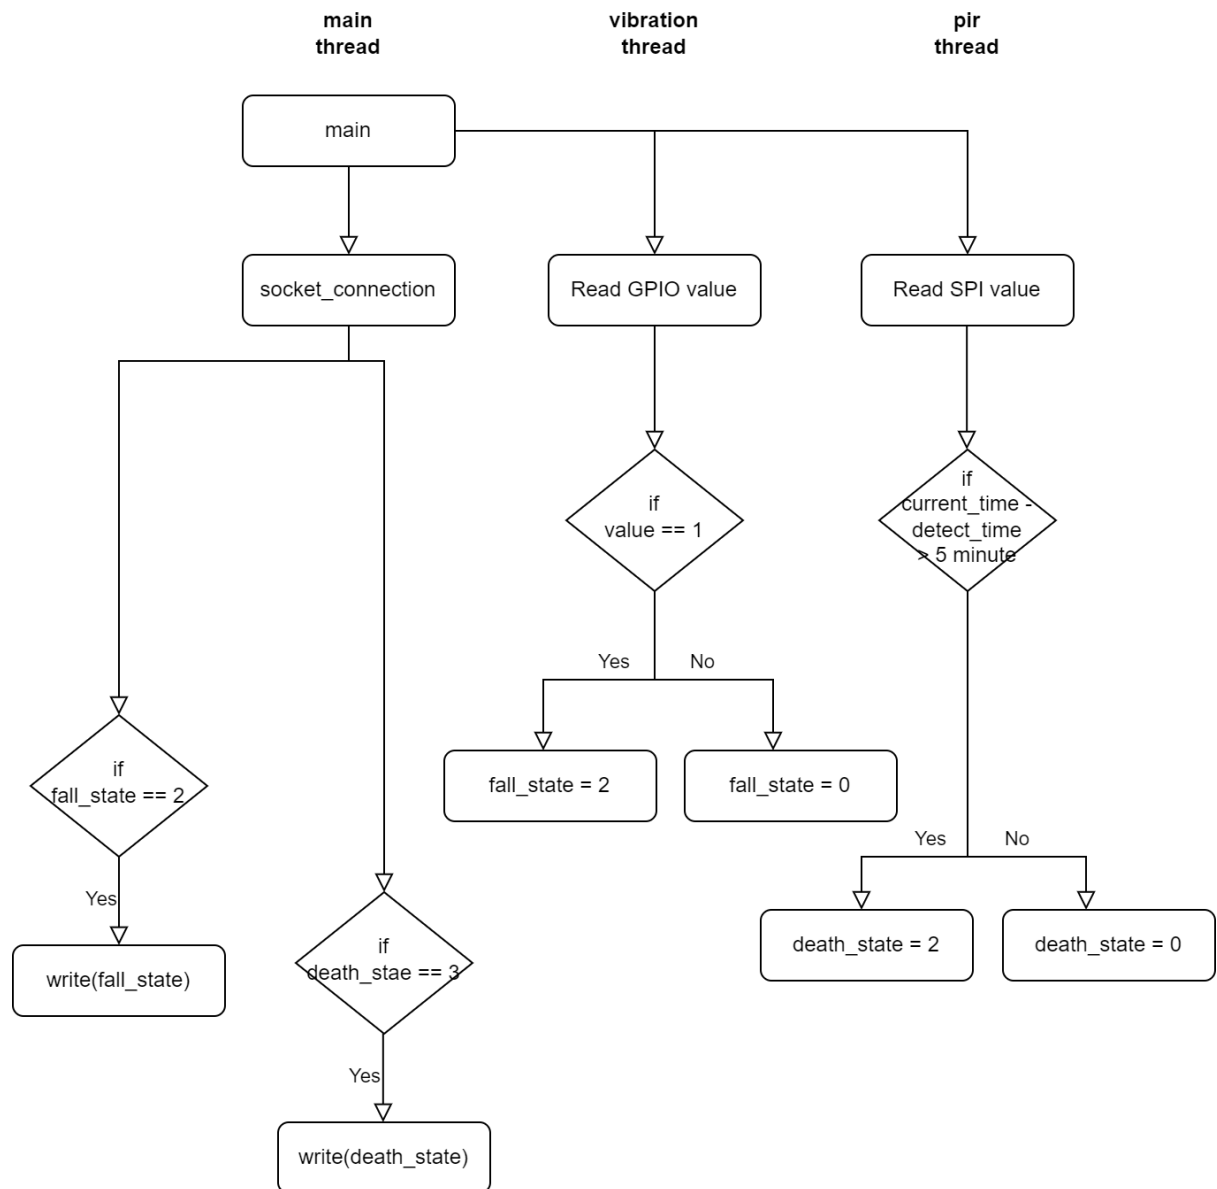 main
thread
vibration
thread
pir
thread
main
socket_connection
Read GPIO value
Read SPI value
if
value == 1
if
current_time -
detect_time
> 5 minute
Yes
No
fall_state = 2
fall_state = 0
if
fall_state == 2
Yes
No
Yes
death_state = 2
death_state = 0
write(fall_state)
if
death_stae == 3
Yes
write(death_state)